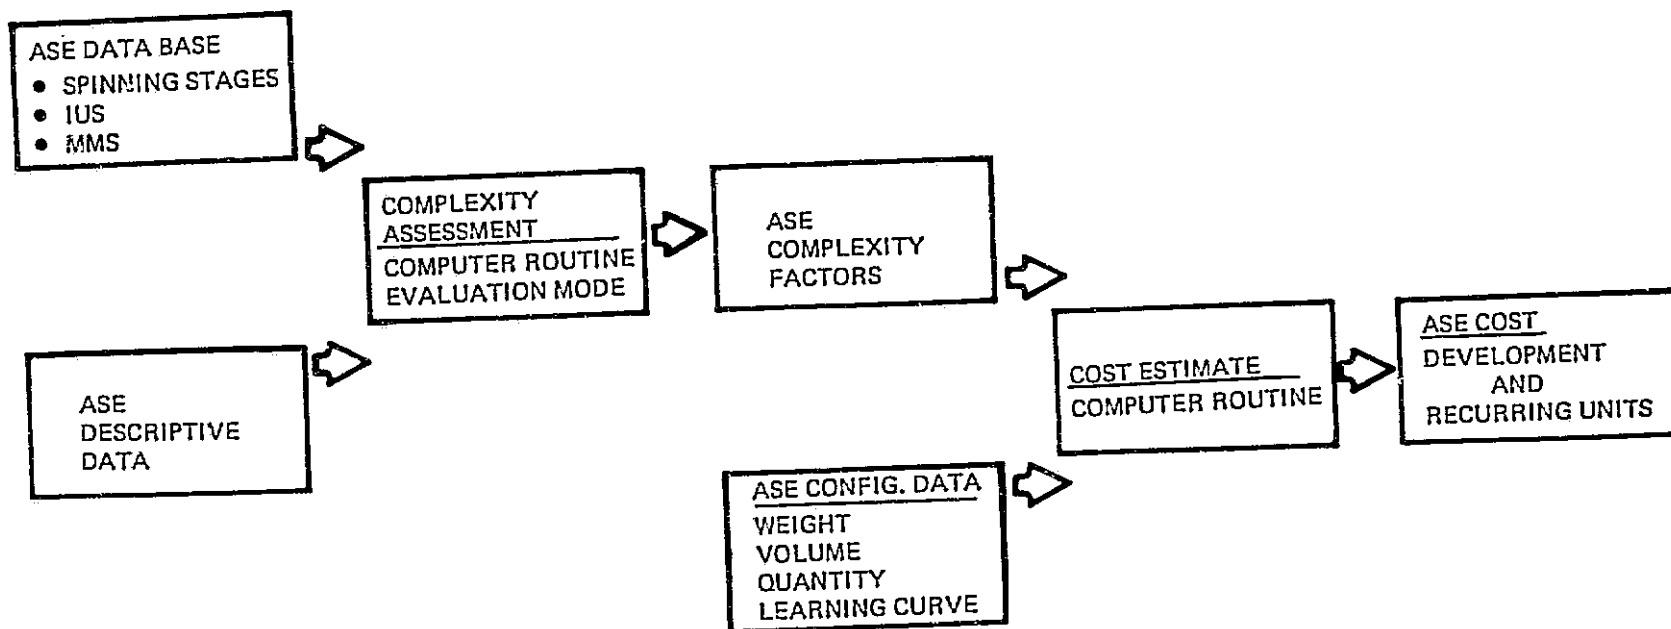 ASE DATA BASE
• SPINNING STAGES
• IUS
• MMS
ASE
DESCRIPTIVE
DATA
COMPLEXITY
ASSESSMENT
COMPUTER ROUTINE
EVALUATION MODE
ASE
COMPLEXITY
FACTORS
ASE CONFIG. DATA
WEIGHT
VOLUME
QUANTITY
LEARNING CURVE
COST ESTIMATE
COMPUTER ROUTINE
ASE COST
DEVELOPMENT
AND
RECURRING UNITS